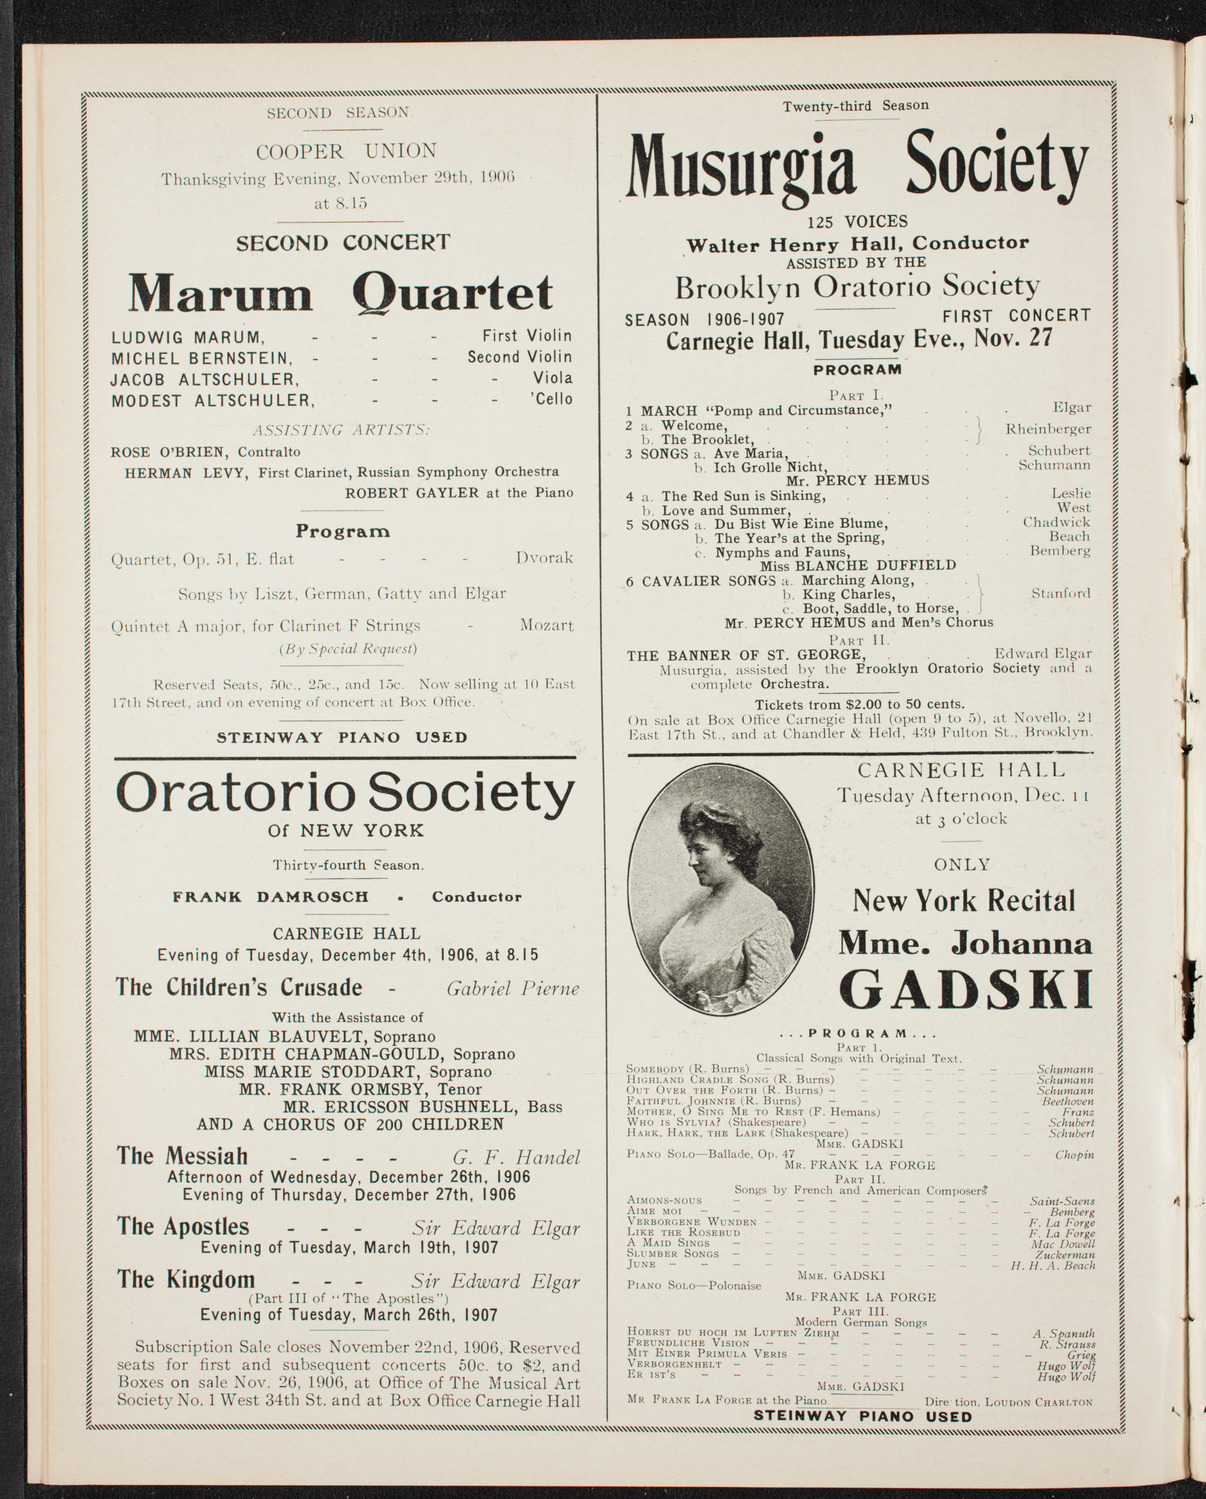 SECOND SEASON
COOPER UNION
Thanksgiving Evening, November 29th, 1906
at 8.15
SECOND CONCERT
Marum Quartet
LUDWIG MARUM, - - - First Violin
MICHEL BERNSTEIN, - - - Second Violin
JACOB ALTSCHULER, - - - Viola
MODEST ALTSCHULER, - - - 'Cello
ASSISTING ARTISTS:
ROSE O'BRIEN, Contralto
HERMAN LEVY, First Clarinet, Russian Symphony Orchestra
ROBERT GAYLER at the Piano
Program
Quartet, Op. 51, E. flat - - - - Dvorak
Songs by Liszt, German, Gatty and Elgar
Quintet A major, for Clarinet F Strings - Mozart
(By Special Request)
Reserved Seats, 50c., 25c., and 15c. Now selling at 10 East
17th Street, and on evening of concert at Box Office.
STEINWAY PIANO USED
Oratorio Society
Of NEW YORK
Thirty-fourth Season.
FRANK DAMROSCH - Conductor
CARNEGIE HALL
Evening of Tuesday, December 4th, 1906, at 8.15
The Children's Crusade - Gabriel Pierne
With the Assistance of
MME. LILLIAN BLAUVELT, Soprano
MRS. EDITH CHAPMAN-GOULD, Soprano
MISS MARIE STODDART, Soprano
MR. FRANK ORMSBY, Tenor
MR. ERICSSON BUSHNELL, Bass
AND A CHORUS OF 200 CHILDREN
The Messiah - - - - G. F. Handel
Afternoon of Wednesday, December 26th, 1906
Evening of Thursday, December 27th, 1906
The Apostles - - - Sir Edward Elgar
Evening of Tuesday, March 19th, 1907
The Kingdom - - - Sir Edward Elgar
(Part III of "The Apostles")
Evening of Tuesday, March 26th, 1907
Subscription Sale closes November 22nd, 1906, Reserved
seats for first and subsequent concerts 50c. to $2, and
Boxes on sale Nov. 26, 1906, at Office of The Musical Art
Society No. 1 West 34th St. and at Box Office Carnegie Hall
Twenty-third Season
Musurgia Society
125 VOICES
Walter Henry Hall, Conductor
ASSISTED BY THE
Brooklyn Oratorio Society
SEASON 1906-1907 FIRST CONCERT
Carnegie Hall, Tuesday Eve., Nov. 27
PROGRAM
PART I.
1 MARCH "Pomp and Circumstance," . . . Elgar
2 a. Welcome, . . . . . } Rheinberger
b. The Brooklet, . . . . .
3 SONGS a. Ave Maria, . . . . . Schubert
b. Ich Grolle Nicht, . . . . Schumann
Mr. PERCY HEMUS
4 a. The Red Sun is Sinking, . . . . Leslie
b. Love and Summer, . . . . . West
5 SONGS a. Du Bist Wie Eine Blume, . . Chadwick
b. The Year's at the Spring, . . . Beach
c. Nymphs and Fauns, . . . Bemberg
Miss BLANCHE DUFFIELD
6 CAVALIER SONGS a. Marching Along, . .
b. King Charles, . . } Stanford
c. Boot, Saddle, to Horse, .
Mr. PERCY HEMUS and Men's Chorus
PART II.
THE BANNER OF ST. GEORGE, . . . Edward Elgar
Musurgia, assisted by the Brooklyn Oratorio Society and a
complete Orchestra.
Tickets trom $2.00 to 50 cents.
On sale at Box Office Carnegie Hall (open 9 to 5), at Novello, 21
East 17th St., and at Chandler & Held, 439 Fulton St., Brooklyn.
CARNEGIE HALL
Tuesday Afternoon, Dec. 11
at 3 o'clock
ONLY
New York Recital
Mme. Johanna
GADSKI
...PROGRAM...
PART I.
Classical Songs with Original Text.
SOMEBODY (R. Burns) - - - - - - Schumann
HIGHLAND CRADLE SONG (R. Burns) - - - - Schumann
OUT OVER THE FORTH (R. Burns) - - - - Schumann
FAITHFUL JOHNNIE (R. Burns) - - - - Beethoven
MOTHER, O SING ME TO REST (F. Hemans) - - - - Franz
WHO IS SYLVIA? (Shakespeare) - - - - Schubert
HARK, HARK, THE LARK (Shakespeare) - - - - Schubert
MME. GADSKI
PIANO SOLO—Ballade, Op. 47 - - - - Chopin
MR. FRANK LA FORGE
PART II.
Songs by French and American Composers
AIMONS-NOUS - - - - - - Saint-Saens
AIME MOI - - - - - - Bemberg
VERBORGENE WUNDEN - - - - - F. La Forge
LIKE THE ROSEBUD - - - - - F. La Forge
A MAID SINGS - - - - - Mac Dowell
SLUMBER SONGS - - - - - Zuckerman
JUNE - - - - - - H. H. A. Beach
MME. GADSKI
PIANO SOLO—Polonaise
MR. FRANK LA FORGE
PART III.
Modern German Songs
HOERST DU HOCH IM LUFTEN ZIEHM - - - - A. Spanuth
FREUNDLICHE VISION - - - - - R. Strauss
MIT EINER PRIMULA VERIS - - - - - Grieg
VERBORGENHELT - - - - - Hugo Wolf
ER IST'S - - - - - Hugo Wolf
MME. GADSKI
MR FRANK LA FORGE at the Piano Dire tion, LOUDON CHARLTON
STEINWAY PIANO USED